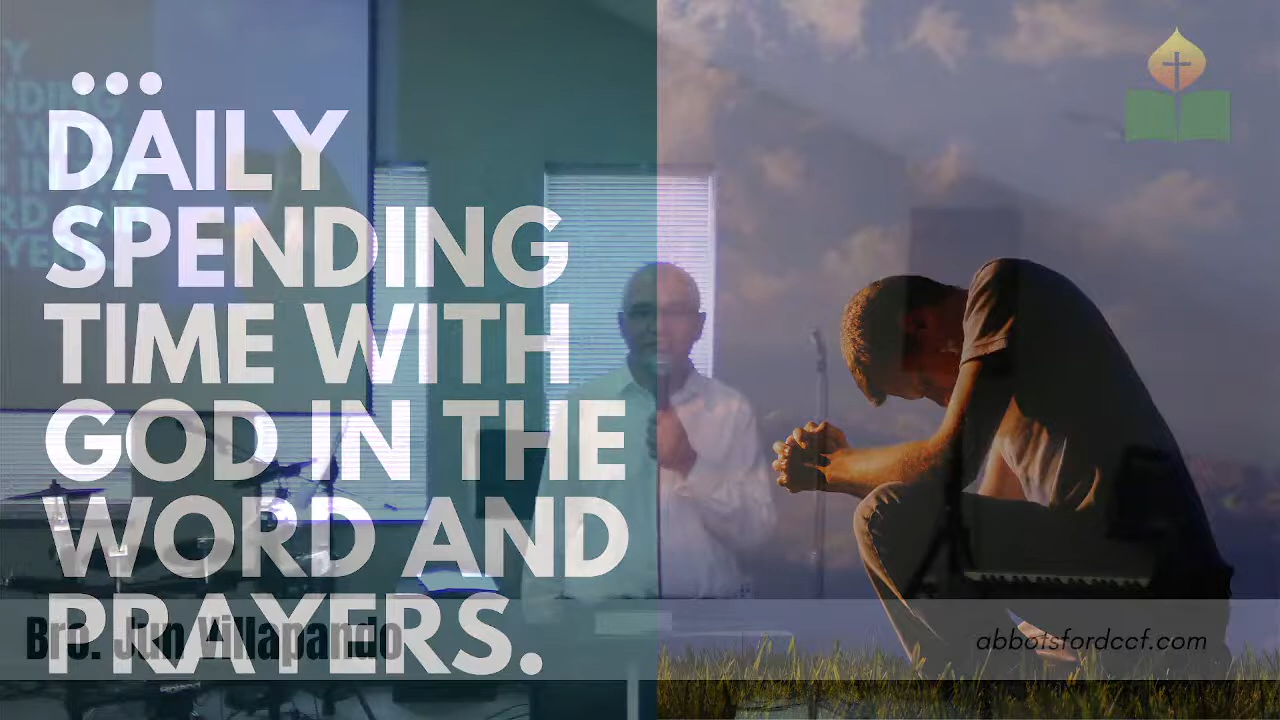 ...
DAILY
SPENDING
TIME WITH
GOD IN THE
WORD AND
PRAYERS.
Bro. Jun Villapando
abbotsfordccf.com